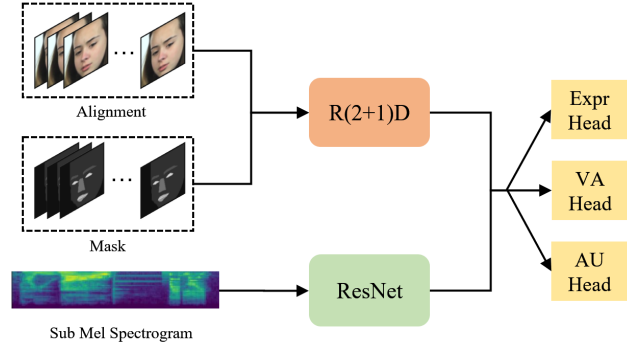 Alignment
Mask
Sub Mel Spectrogram
R(2+1)D
ResNet
Expr
Head
VA
Head
AU
Head